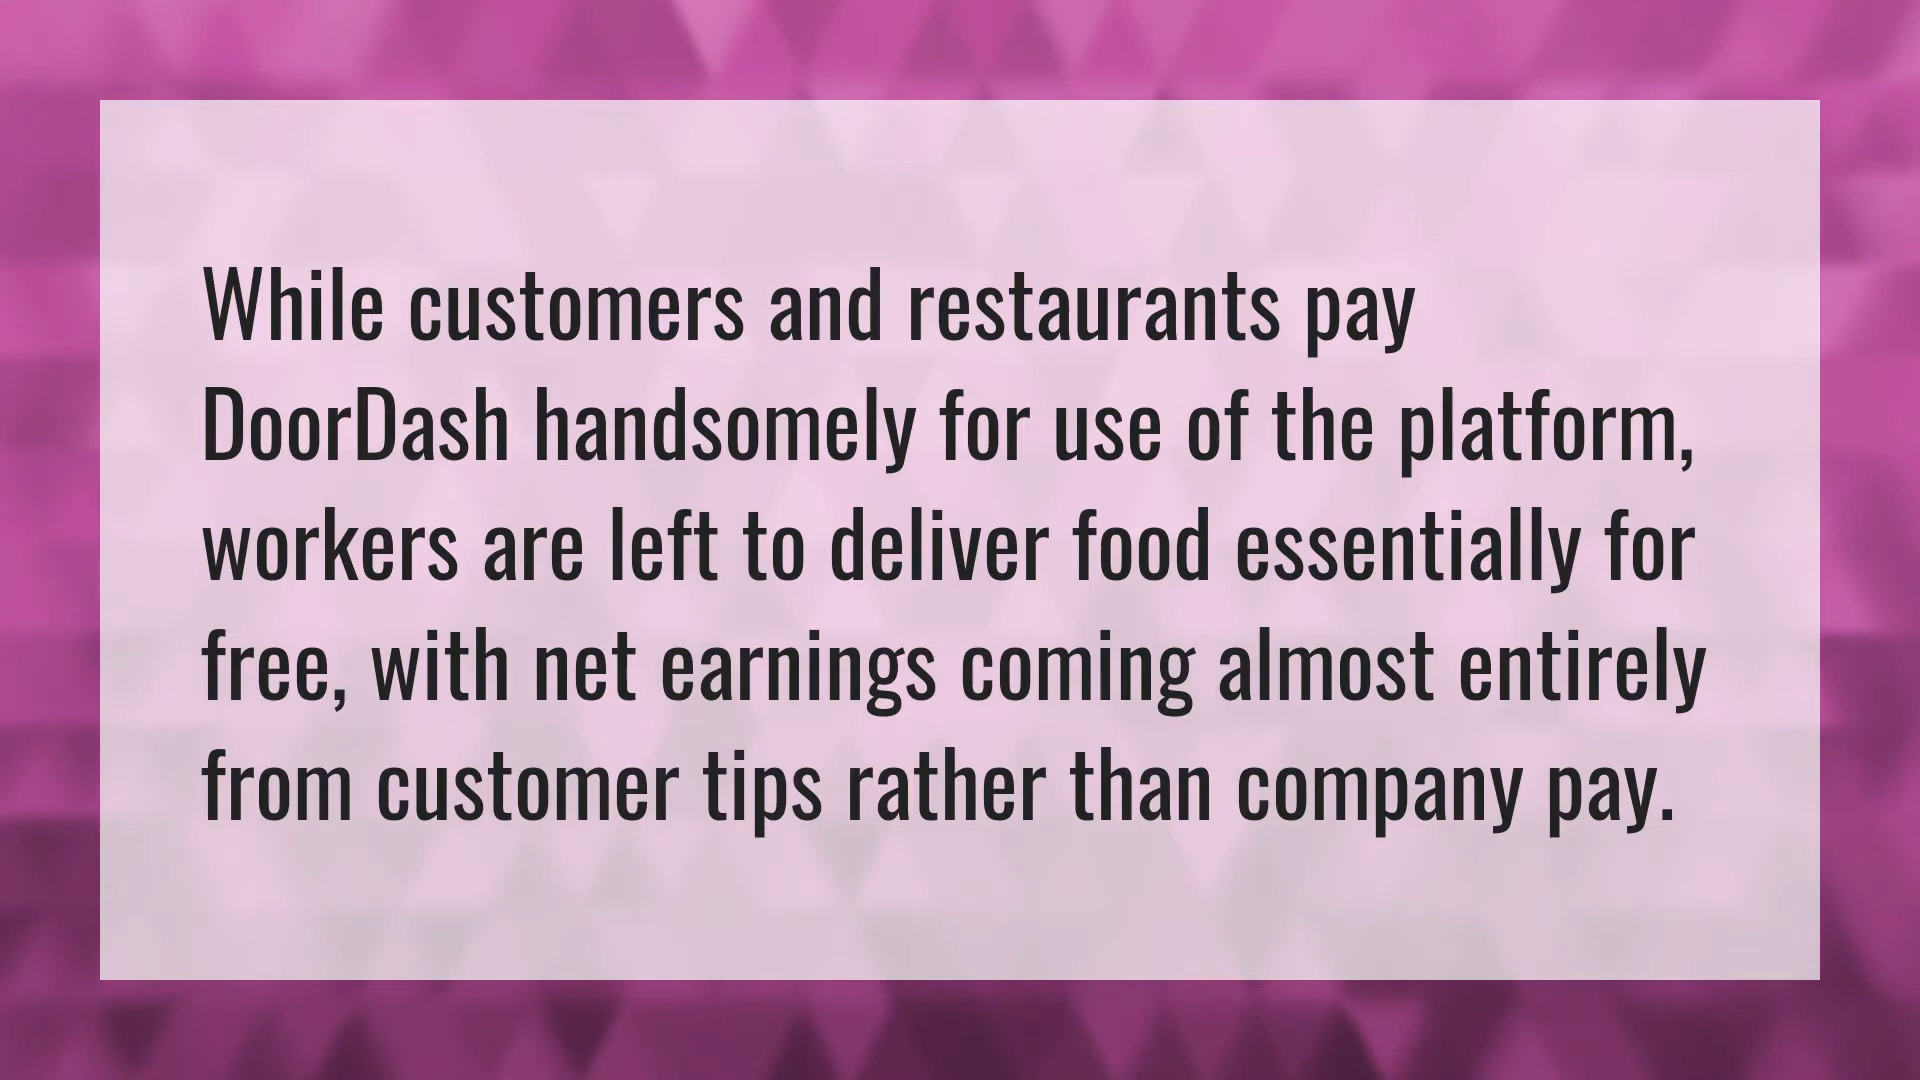 While customers and restaurants pay
DoorDash handsomely for use of the platform,
workers are left to deliver food essentially for
free, with net earnings coming almost entirely
from customer tips rather than company pay.